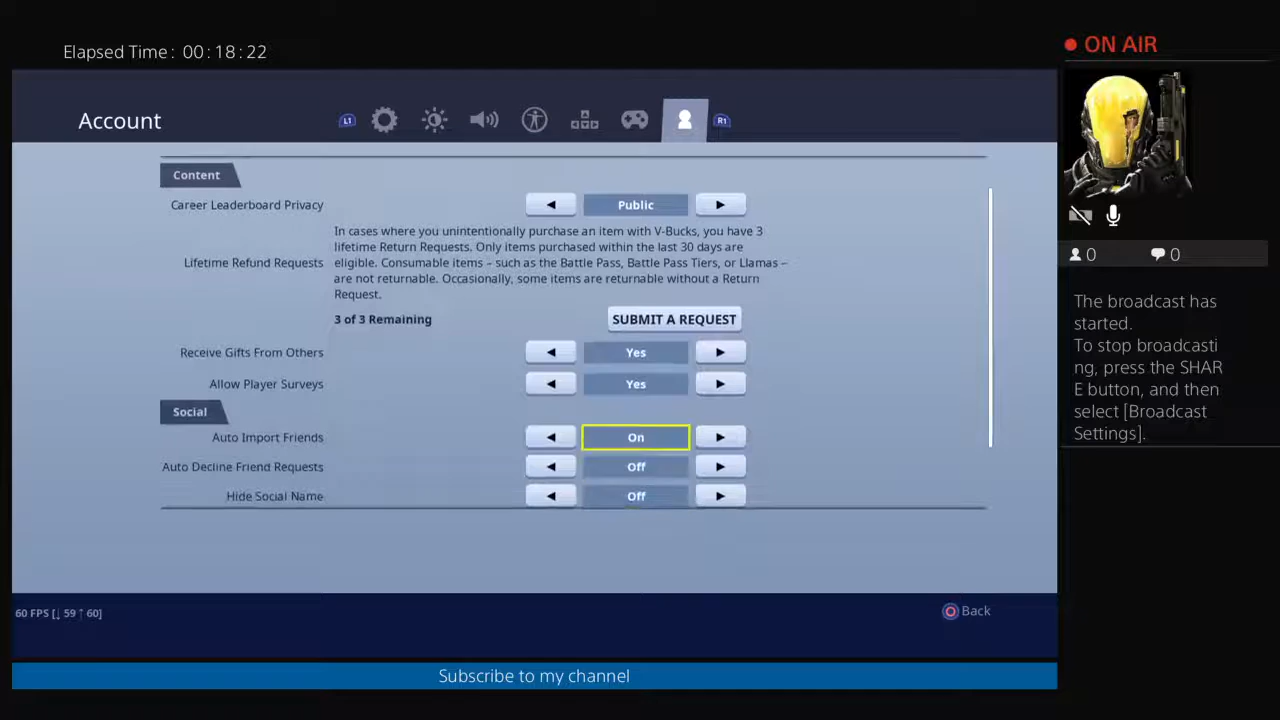 Elapsed Time: 00:18:22
ON AIR
Account
L1
R1
Content
Career Leaderboard Privacy
Public
In cases where you unintentionally purchase an item with V-Bucks, you have 3
lifetime Return Requests. Only items purchased within the last 30 days are
Lifetime Refund Requests
eligible. Consumable items – such as the Battle Pass, Battle Pass Tiers, or Llamas –
are not returnable. Occasionally, some items are returnable without a Return
Request.
3 of 3 Remaining
SUBMIT A REQUEST
Receive Gifts From Others
Yes
Allow Player Surveys
Yes
Social
Auto Import Friends
On
Auto Decline Friend Requests
Off
Hide Social Name
Off
60 FPS [↓ 59 ↑ 60]
Back
Subscribe to my channel
0
0
The broadcast has
started.
To stop broadcasti
ng, press the SHAR
E button, and then
select [Broadcast
Settings].